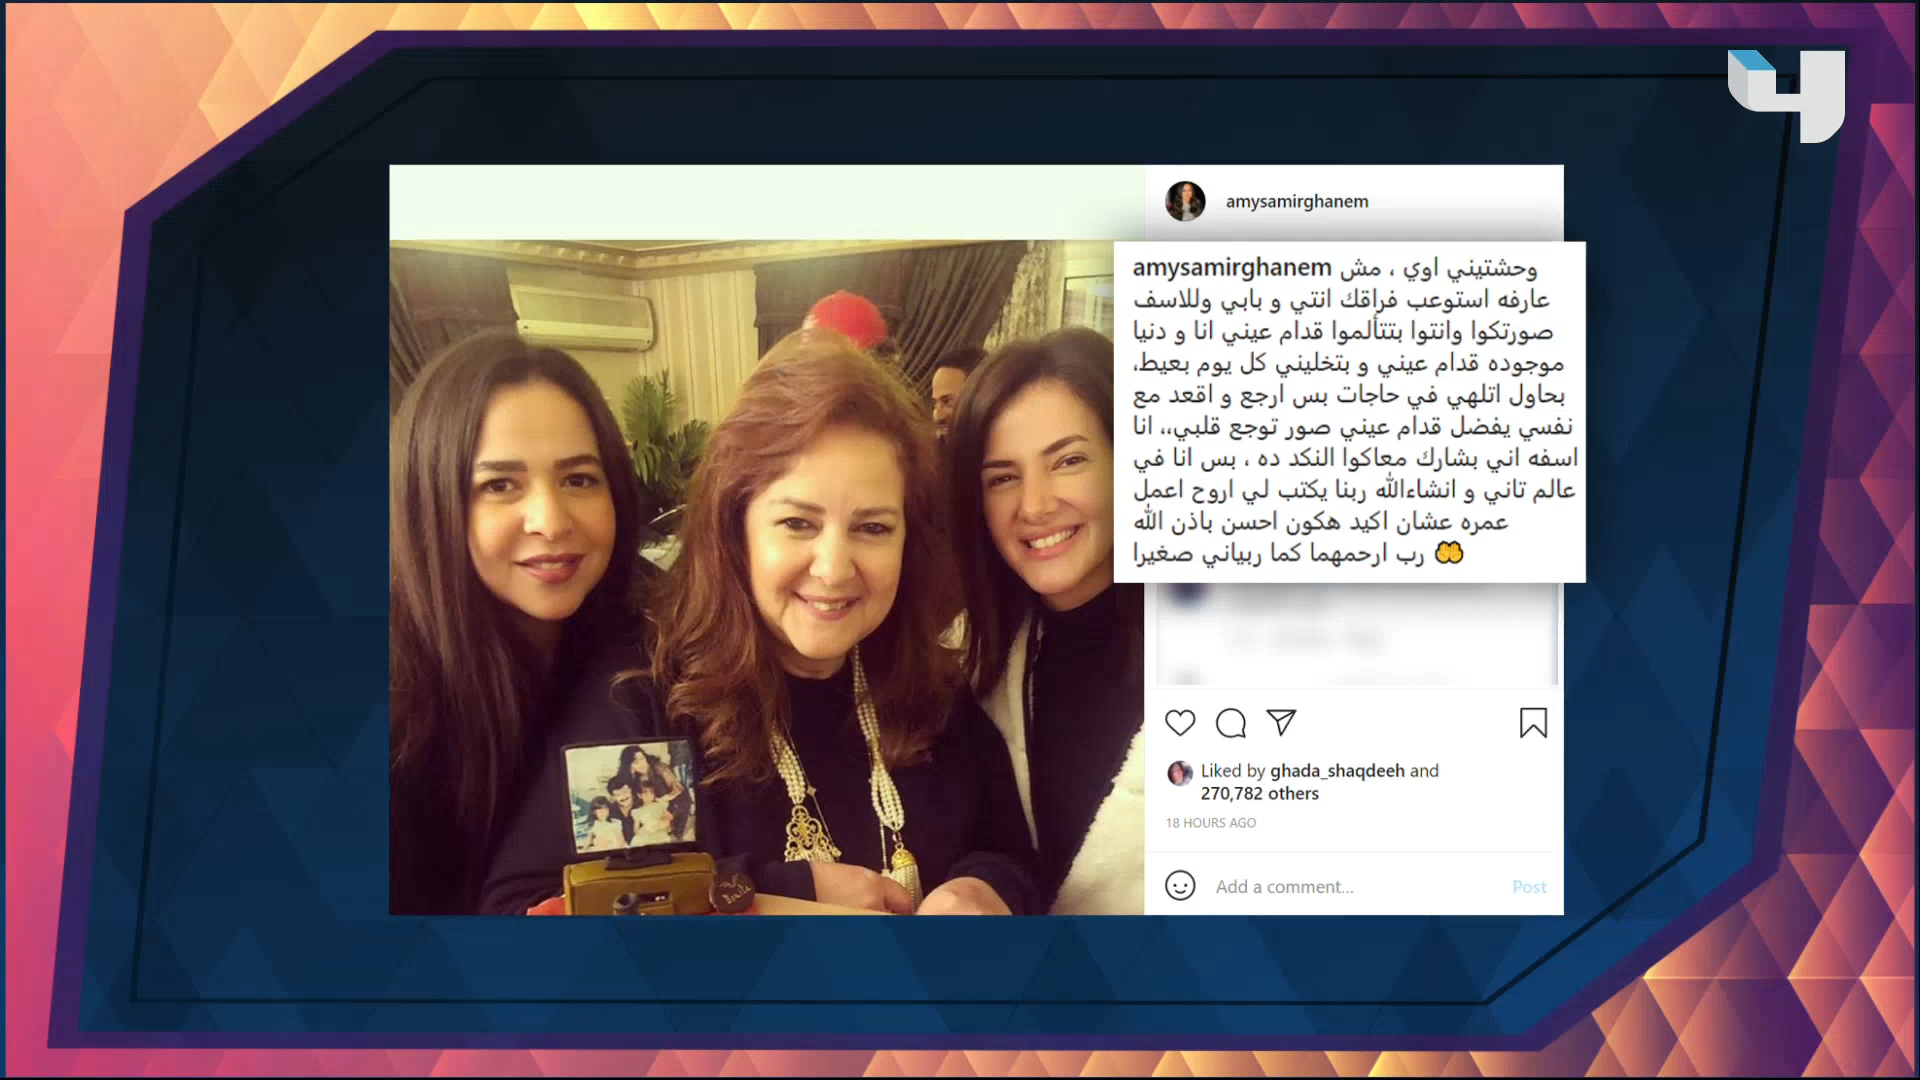 amysamirghanem
amysamirghanem وحشتيني اوي ، مش
عارفه استوعب فراقك انتي و بابي وللاسف
صورتكوا وانتوا بتتألموا قدام عيني انا و دنيا
موجوده قدام عيني و بتخليني كل يوم بعيط،
بحاول اتلهي في حاجات بس ارجع و اقعد مع
نفسي يفضل قدام عيني صور توجع قلبي،، انا
اسفه اني بشارك معاكوا النكد ده ، بس انا في
عالم تاني و انشاءالله ربنا يكتب لي اروح اعمل
عمره عشان اكيد هكون احسن باذن الله
رب ارحمهما كما ربياني صغيرا 🤲
Liked by ghada_shaqdeeh and
270,782 others
18 HOURS AGO
Add a comment... Post